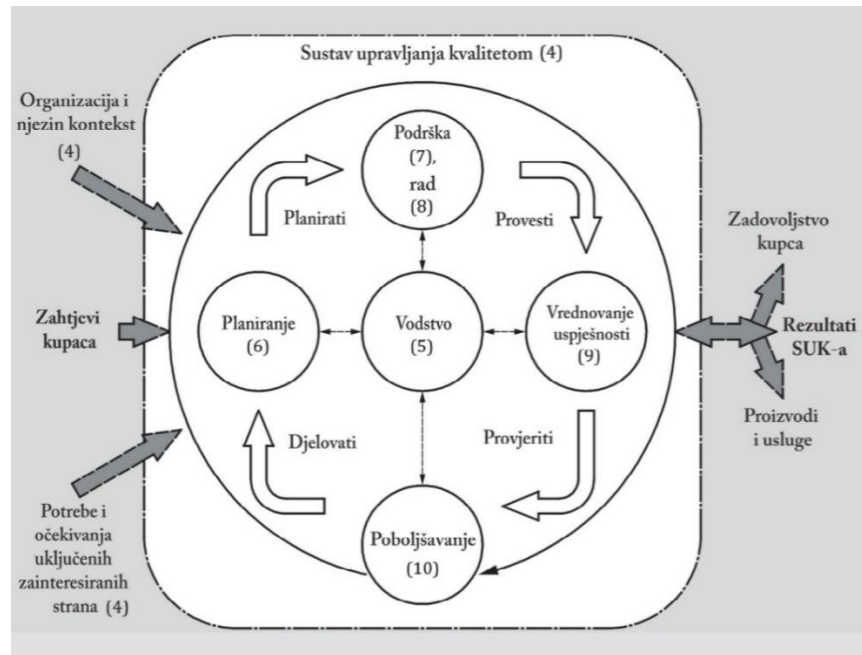 Sustav upravljanja kvalitetom (4)
Organizacija i
njezin kontekst
(4)
Podrška
(7),
rad
(8)
Planirati
Provesti
Zadovoljstvo
kupca
Zahtjevi
kupaca
Planiranje
(6)
Vodstvo
(5)
Vrednovanje
uspješnosti
(9)
Rezultati
SUK-a
Djelovati
Provjeriti
Proizvodi
i usluge
Potrebe i
očekivanja
uključenih
zainteresiranih
strana (4)
Poboljšavanje
(10)